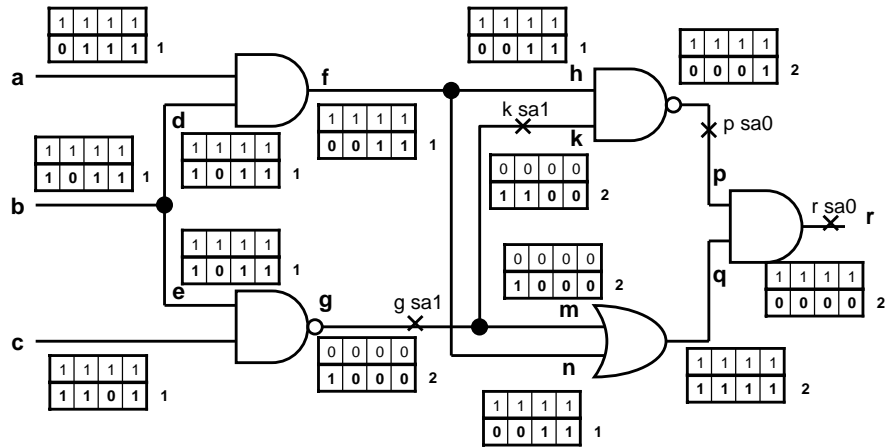 1 1 1 1
0 1 1 1 1
a
1 1 1 1
0 0 1 1 1
h
1 1 1 1
0 0 0 1 2
f
d
k sa1
k
p sa0
1 1 1 1
1 0 1 1 1
b
1 1 1 1
1 0 1 1 1
1 1 1 1
0 0 1 1 1
0 0 0 0
1 1 0 0 2
p
r sa0
r
1 1 1 1
1 0 1 1 1
e
g
g sa1
0 0 0 0
1 0 0 0 2
m
q
1 1 1 1
0 0 0 0 2
c
1 1 1 1
1 1 0 1 1
0 0 0 0
1 0 0 0 2
n
1 1 1 1
1 1 1 1 2
1 1 1 1
0 0 1 1 1